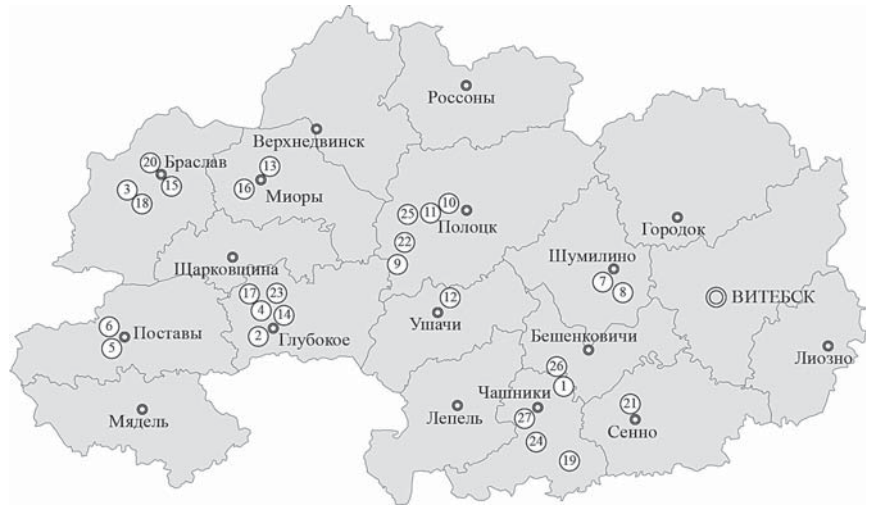 Россоны
Верхнедвинск
20
Браслав
13
3
15
16
Миоры
18
25
11
10
Полоцк
Городок
22
Щарковщина
9
Шумилино
7
8
17
23
4
14
12
ВИТЕБСК
6
Поставы
5
2
Глубокое
Ушачи
Бешенковичи
Лиозно
26
1
Чашники
Мядель
Лепель
27
21
Сенно
24
19